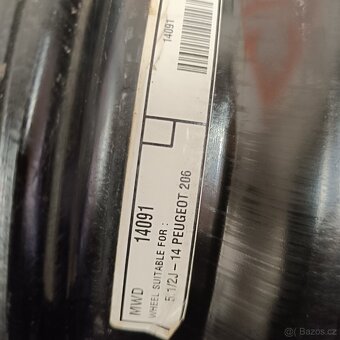 14091
MWD
14091
WHEEL SUITABLE FOR :
5 1/2J-14 PEUGEOT 206
© Bazos.cz